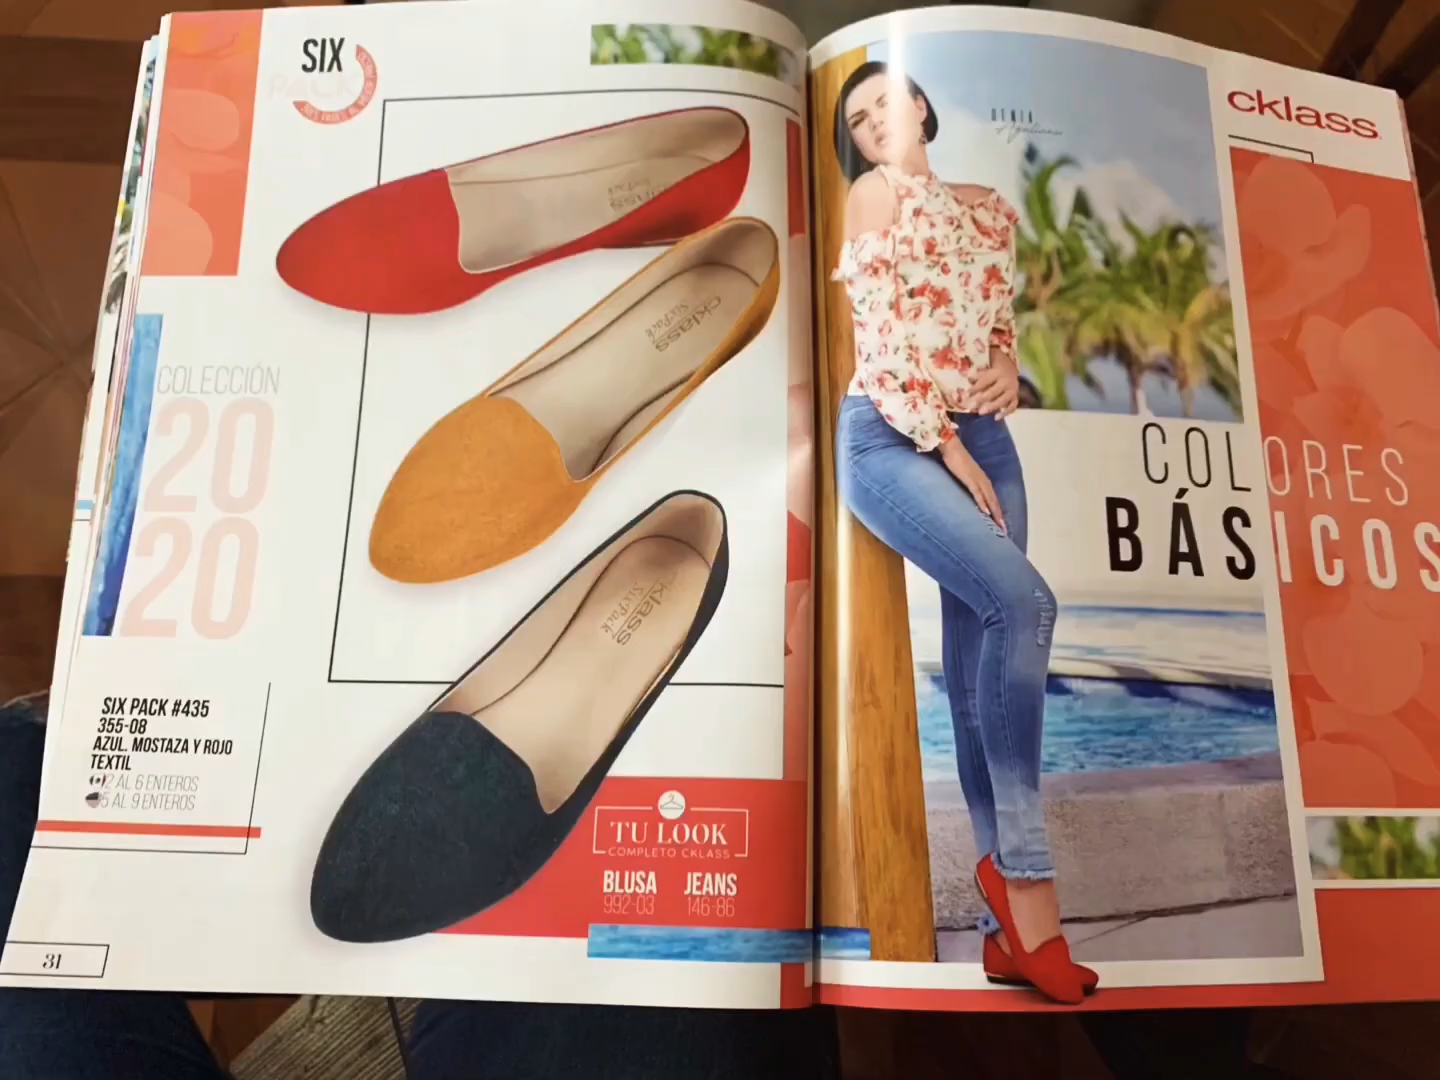 SIX
PACK
COLECCIÓN
20
20
SIX PACK #435
355-08
AZUL. MOSTAZA Y ROJO
TEXTIL
2 AL 6 ENTEROS
5 AL 9 ENTEROS
31
cklass
Six Pack
cklass
Six Pack
TU LOOK
COMPLETO CKLASS
BLUSA JEANS
992-03 146-86
DENIA
cklass
COLORES
BÁSICOS